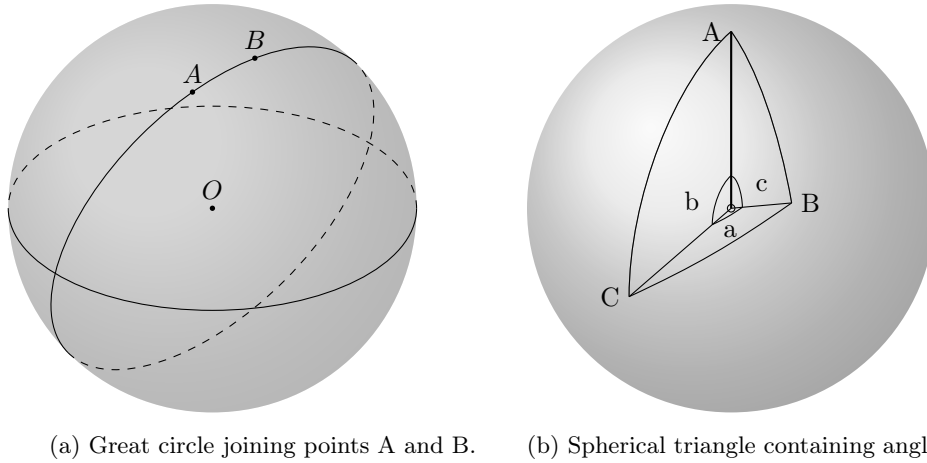 A
B
O
A
b
c
a
B
C
(a) Great circle joining points A and B.
(b) Spherical triangle containing angl